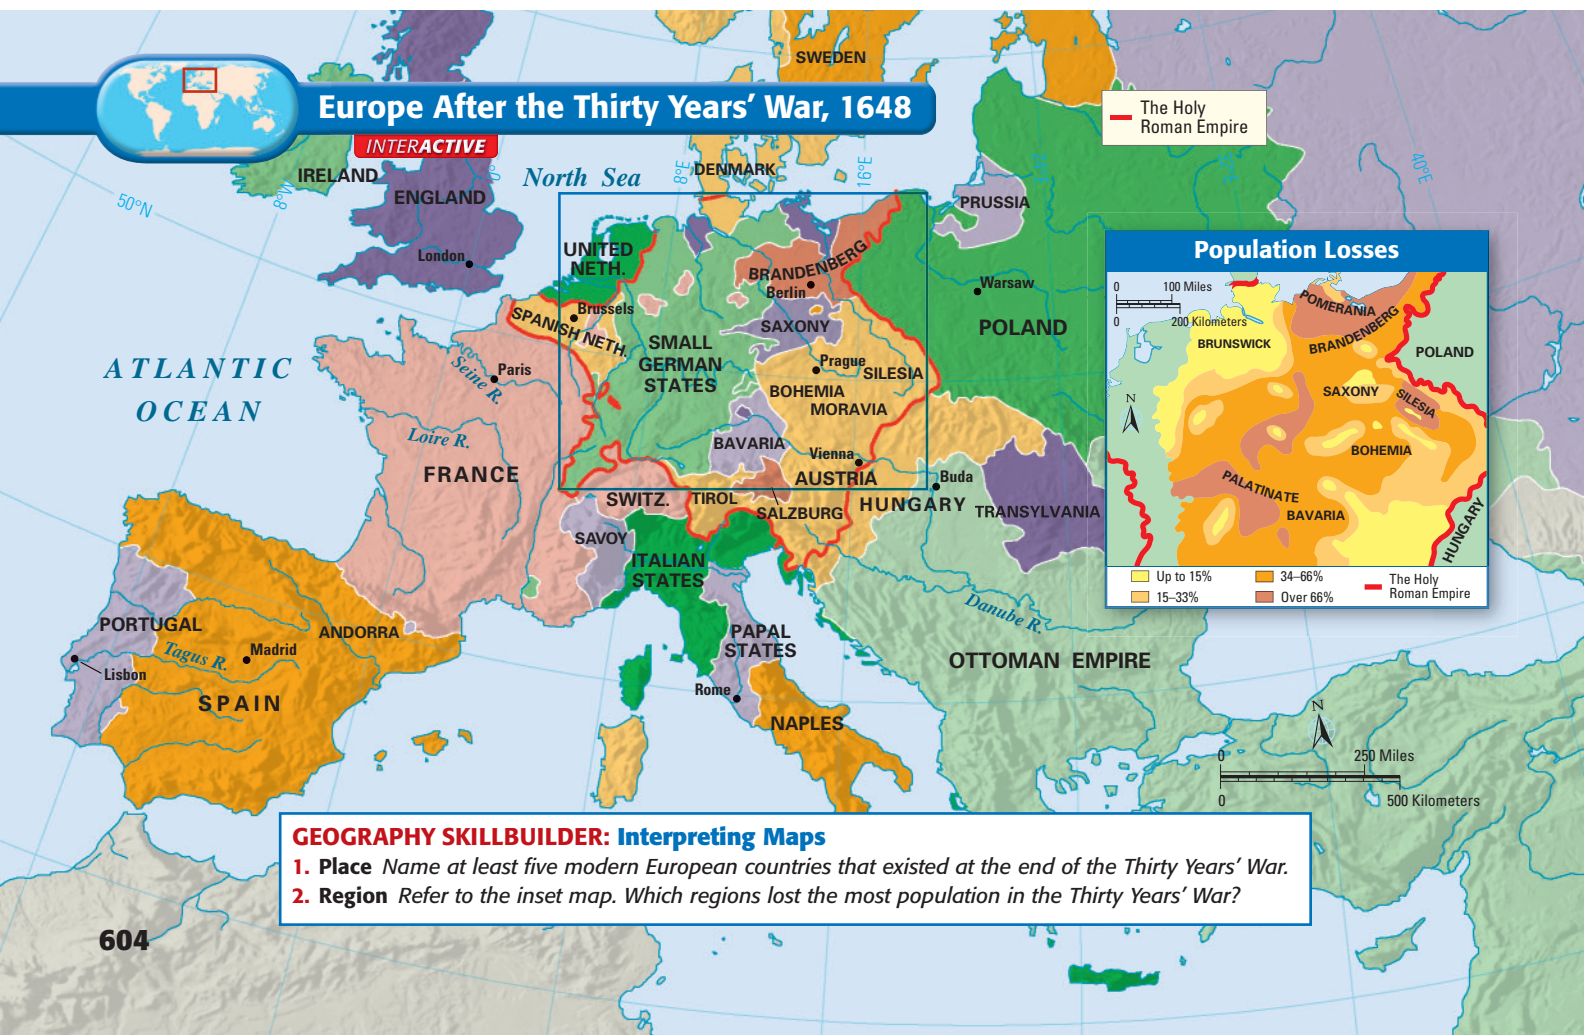 Europe After the Thirty Years' War, 1648
INTERACTIVE
The Holy
Roman Empire
SWEDEN
IRELAND
ENGLAND
London
North Sea
DENMARK
50°N
8°W
0°
8°E
16°E
40°E
PRUSSIA
UNITED
NETH.
BRANDENBERG
Berlin
Warsaw
Brussels
SPANISH NETH.
SAXONY
POLAND
SMALL
GERMAN
STATES
ATLANTIC
OCEAN
Paris
Seine R.
Prague
SILESIA
BOHEMIA
MORAVIA
Loire R.
BAVARIA
Vienna
FRANCE
AUSTRIA
Buda
SWITZ.
TIROL
SALZBURG
HUNGARY
TRANSYLVANIA
SAVOY
ITALIAN
STATES
Danube R.
PORTUGAL
ANDORRA
PAPAL
STATES
Tagus R.
Madrid
Lisbon
OTTOMAN EMPIRE
SPAIN
Rome
NAPLES
N
0
250 Miles
0
500 Kilometers
Population Losses
0
100 Miles
0
200 Kilometers
POMERANIA
BRUNSWICK
BRANDENBERG
POLAND
N
SAXONY
SILESIA
BOHEMIA
PALATINATE
BAVARIA
HUNGARY
Up to 15%
15–33%
34–66%
Over 66%
The Holy
Roman Empire
GEOGRAPHY SKILLBUILDER: Interpreting Maps
1. Place Name at least five modern European countries that existed at the end of the Thirty Years' War.
2. Region Refer to the inset map. Which regions lost the most population in the Thirty Years' War?
604